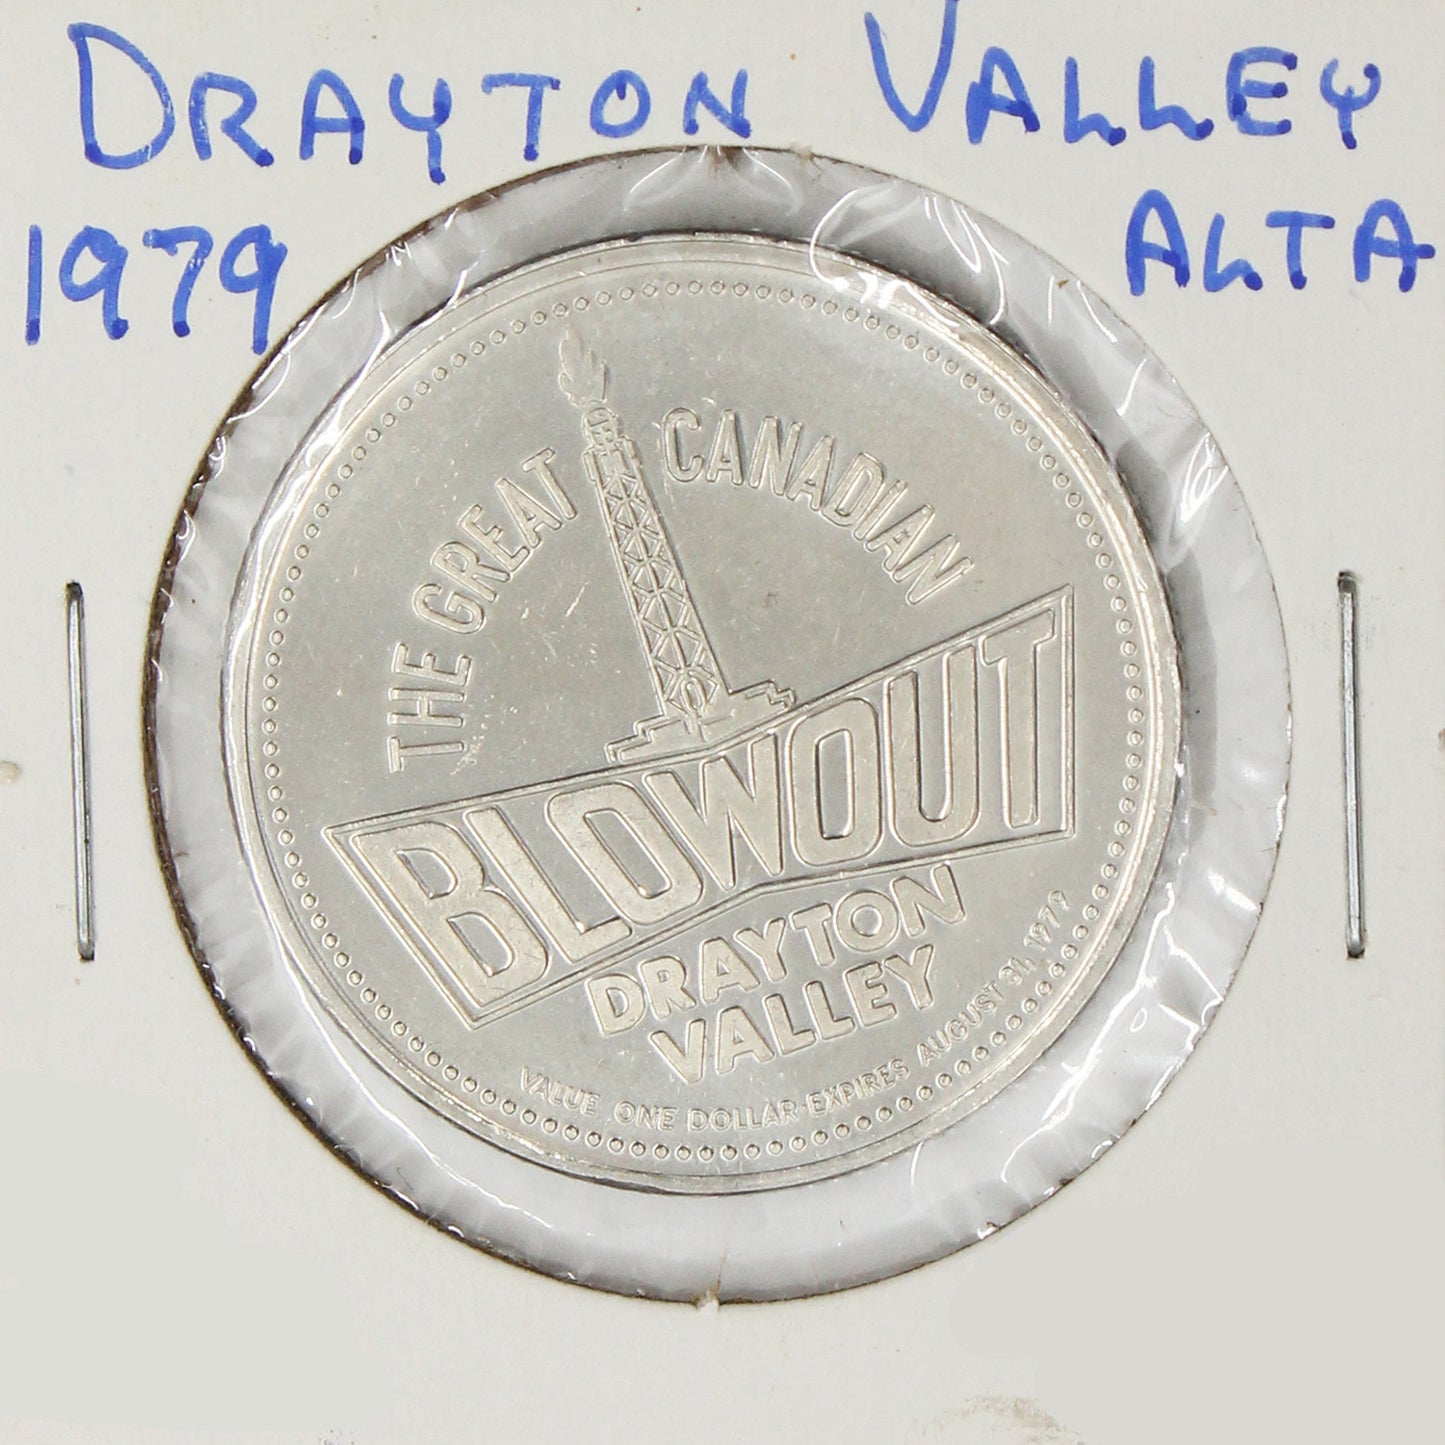 DRAYTON VALLEY
1979 ALTA
THE GREAT CANADIAN
BLOWOUT
DRAYTON
VALLEY
VALUE ONE DOLLAR-EXPIRES AUGUST 31, 1979